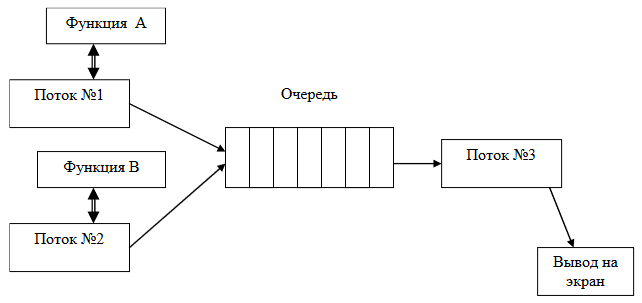 Функция А
Поток №1
Очередь
Функция В
Поток №3
Поток №2
Вывод на
экран